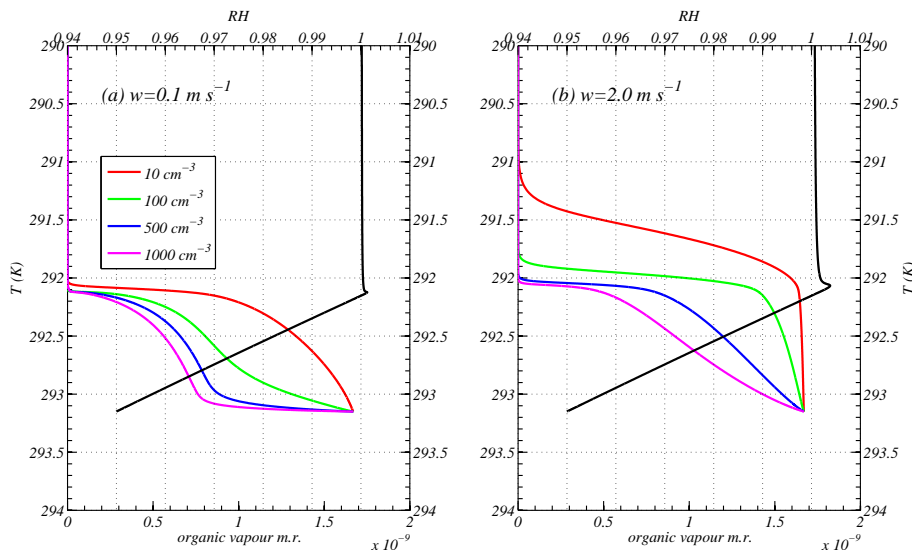 RH
0.94 0.95 0.96 0.97 0.98 0.99 1 1.01
290 290
290.5 290.5
291 291
291.5 291.5
292 292
292.5 292.5
293 293
293.5 293.5
294 294
T (K)
(a) w=0.1 m s⁻¹
10 cm⁻³
100 cm⁻³
500 cm⁻³
1000 cm⁻³
0 0.5 1 1.5 2
organic vapour m.r.
x 10⁻⁹
RH
0.94 0.95 0.96 0.97 0.98 0.99 1 1.01
290 290
290.5 290.5
291 291
291.5 291.5
292 292
292.5 292.5
293 293
293.5 293.5
294 294
T (K)
(b) w=2.0 m s⁻¹
0 0.5 1 1.5 2
organic vapour m.r.
x 10⁻⁹